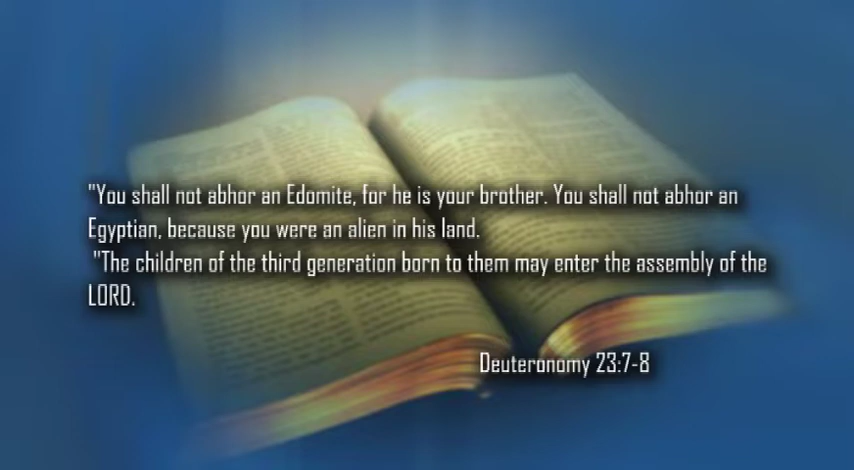 "You shall not abhor an Edomite, for he is your brother. You shall not abhor an
Egyptian, because you were an alien in his land.
"The children of the third generation born to them may enter the assembly of the
LORD.
Deuteronomy 23:7-8